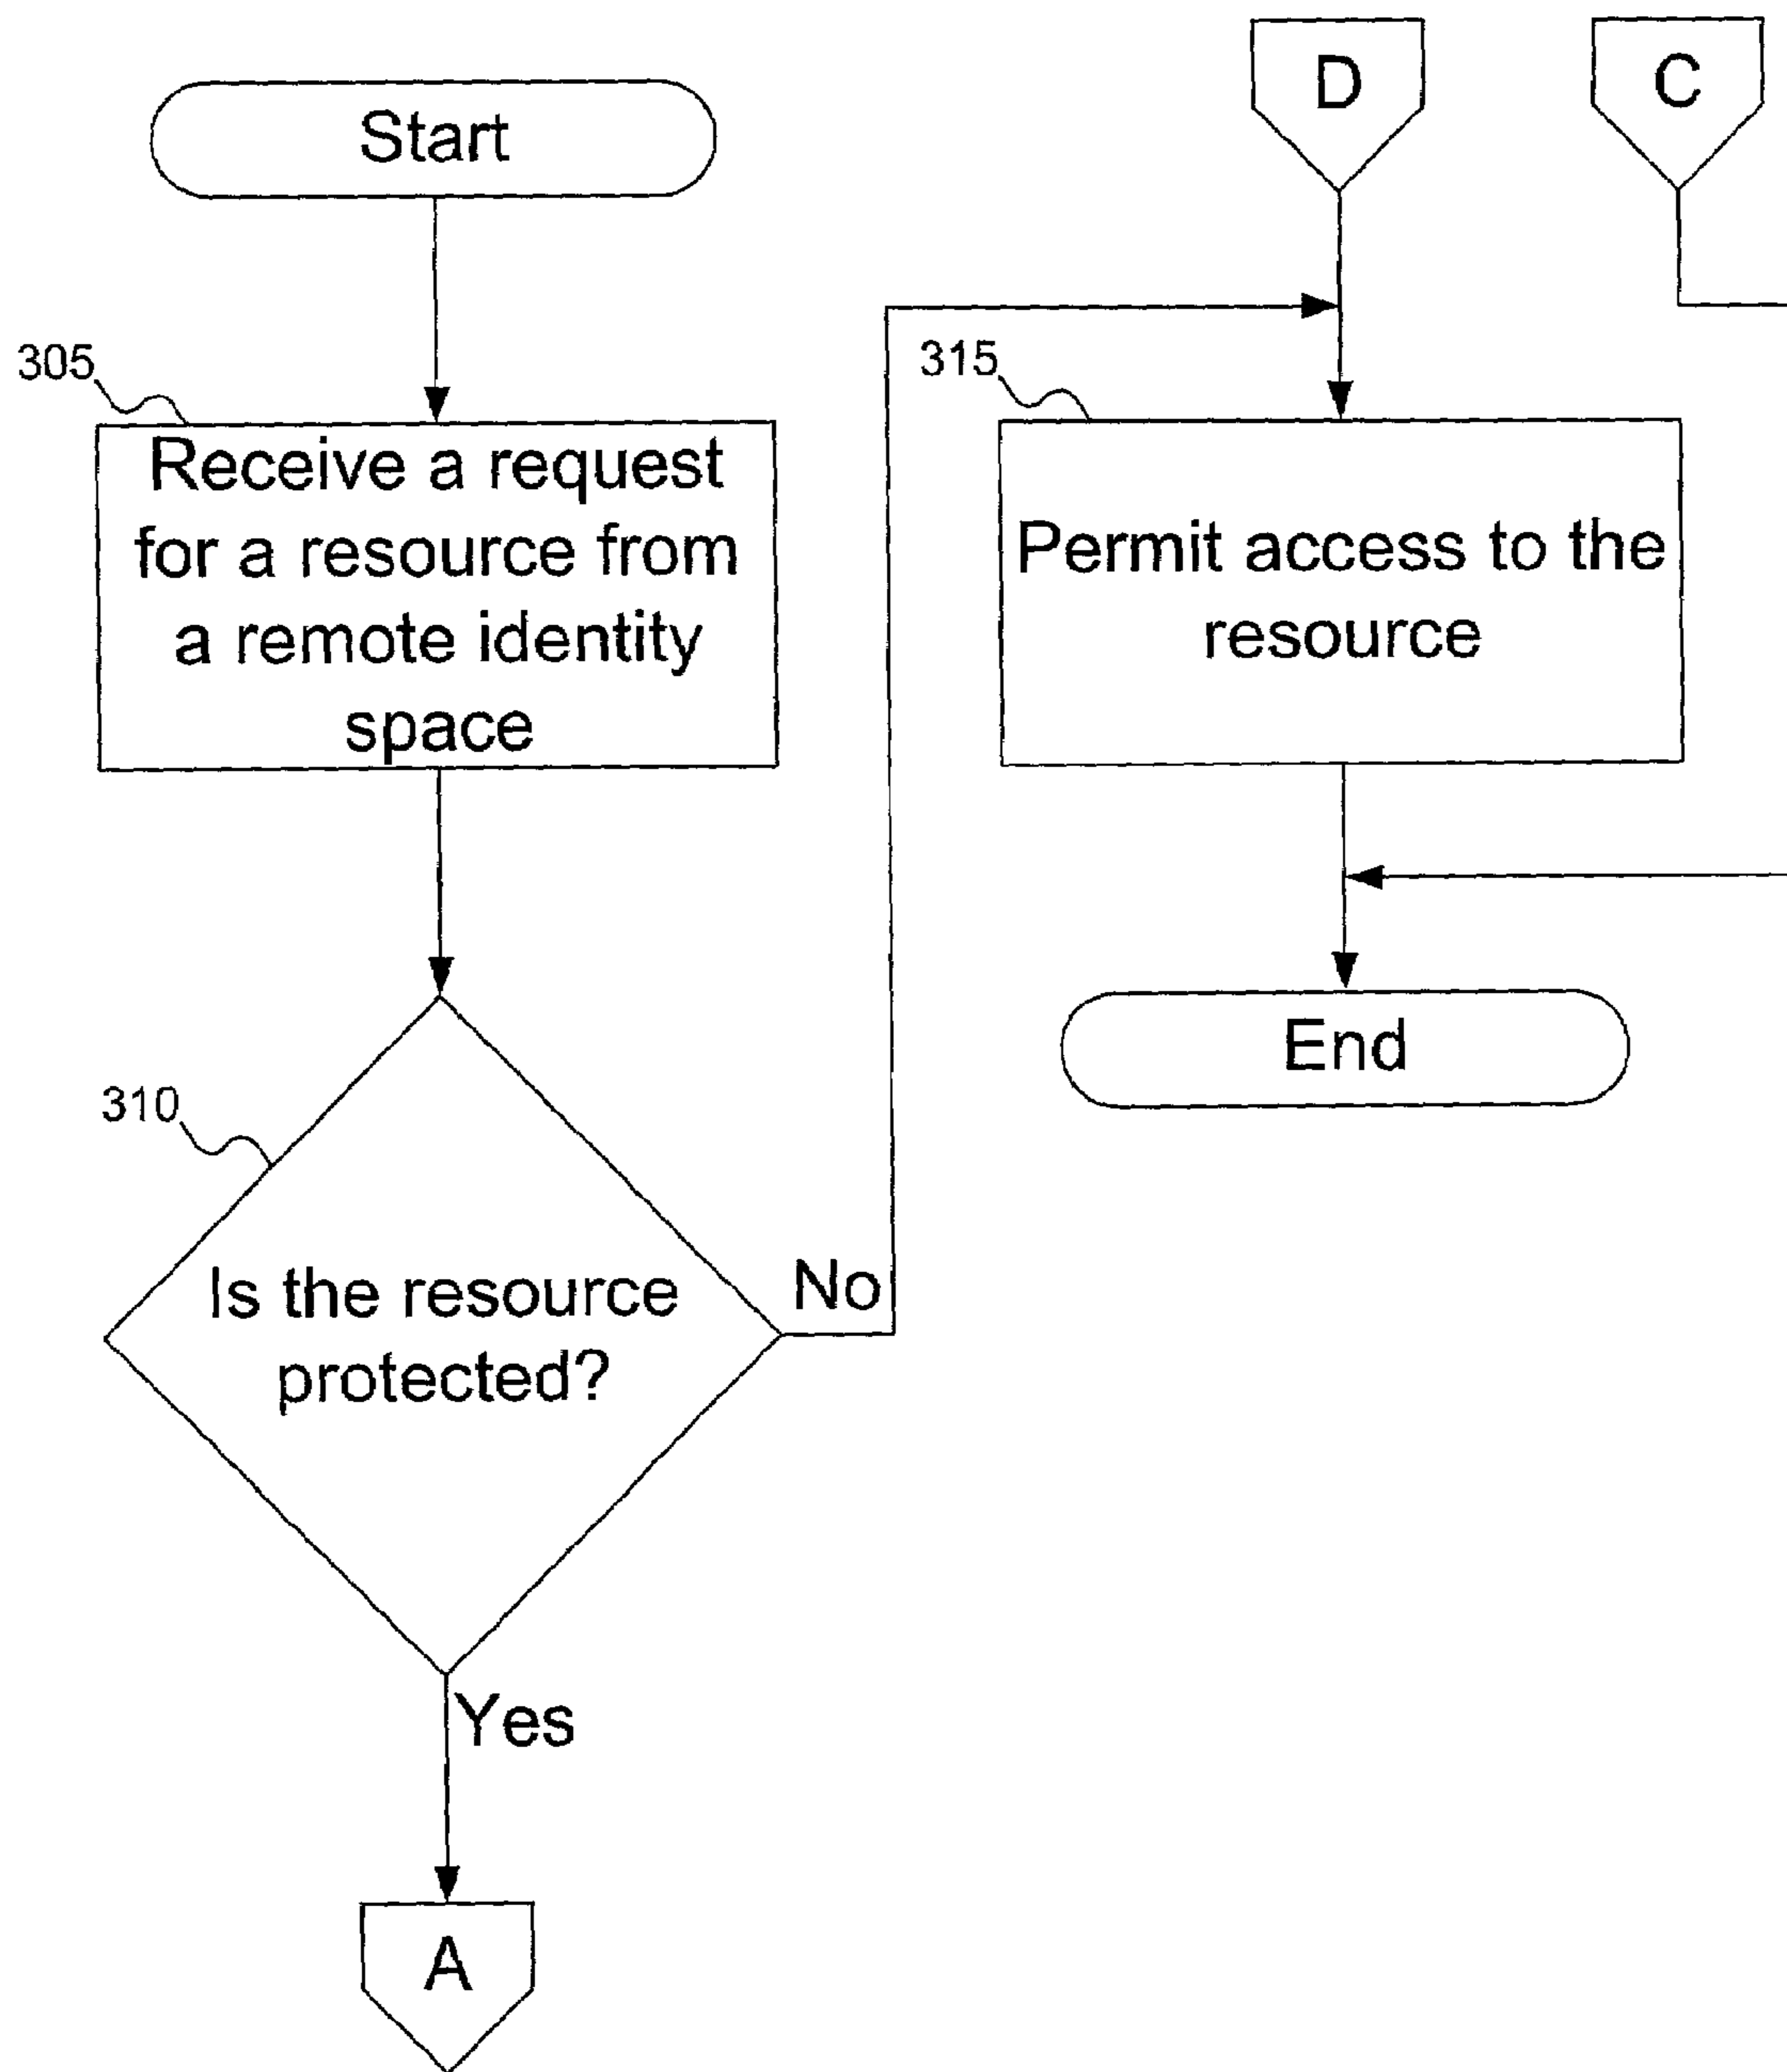 Start
305
Receive a request
for a resource from
a remote identity
space
310
Is the resource
protected?
No
Yes
A
D
C
315
Permit access to the
resource
End